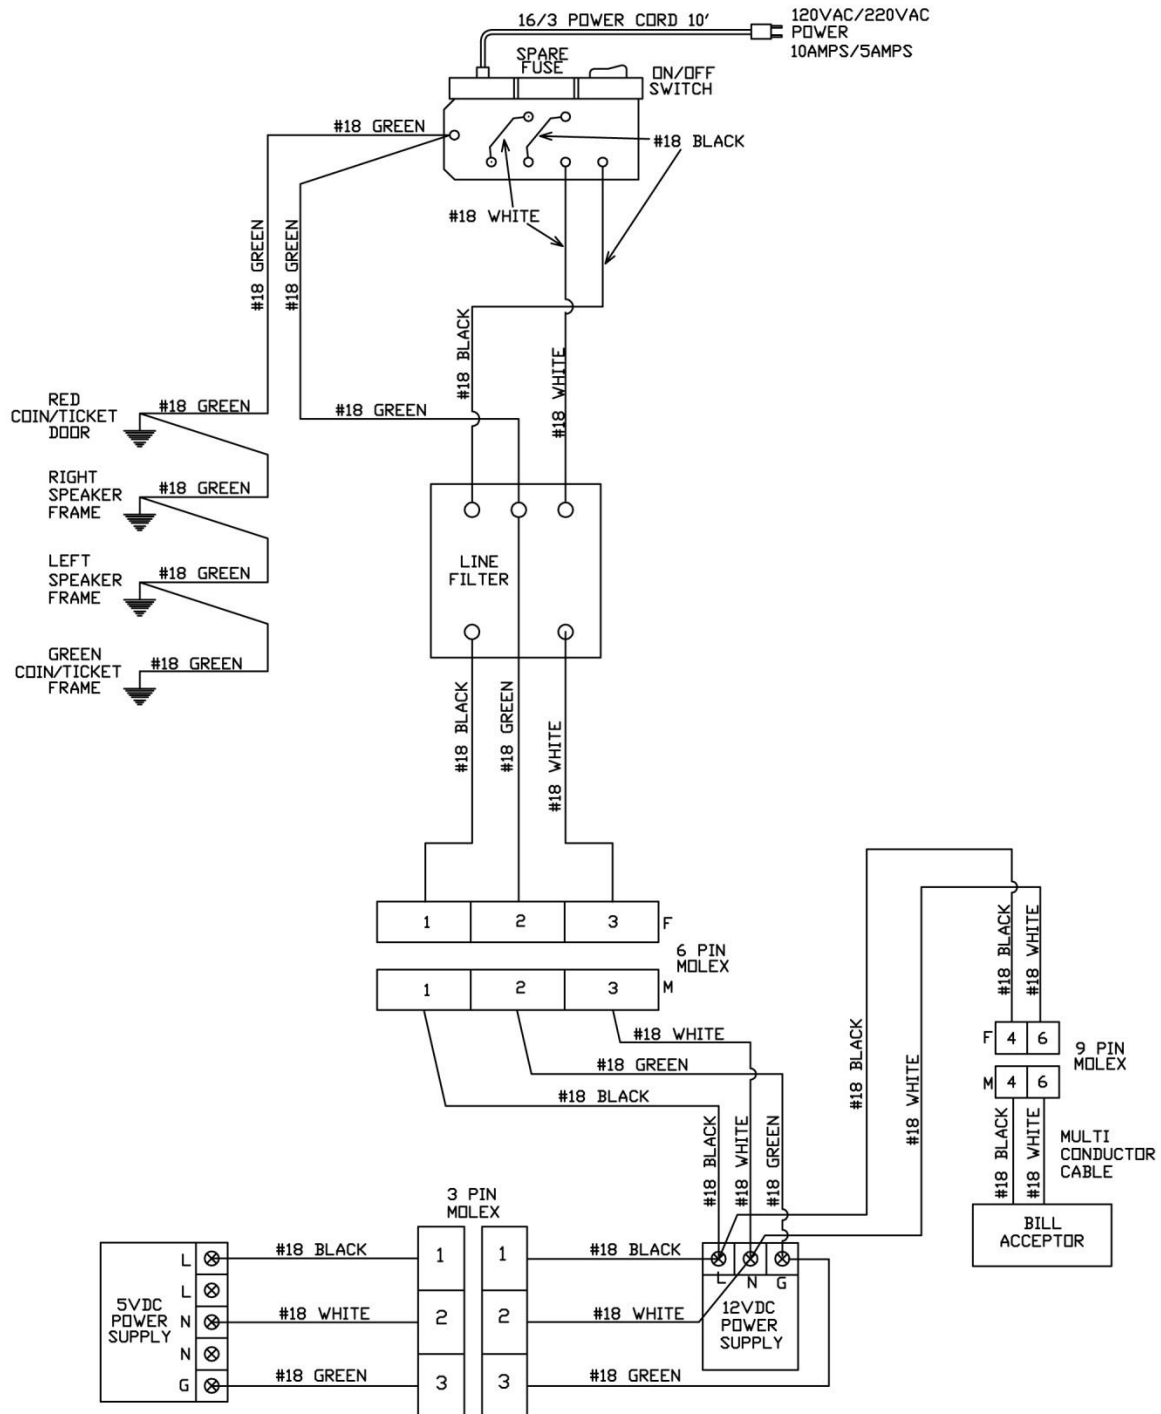 16/3 POWER CORD 10'
120VAC/220VAC
POWER
10AMPS/5AMPS
SPARE
FUSE
ON/OFF
SWITCH
#18 GREEN
#18 BLACK
#18 WHITE
#18 GREEN
#18 GREEN
#18 BLACK
#18 WHITE
RED
COIN/TICKET
DOOR
#18 GREEN
#18 GREEN
RIGHT
SPEAKER
FRAME
#18 GREEN
LEFT
SPEAKER
FRAME
#18 GREEN
GREEN
COIN/TICKET
FRAME
#18 GREEN
LINE
FILTER
#18 BLACK
#18 GREEN
#18 WHITE
1
2
3
F
6 PIN
MOLEX
1
2
3
M
#18 WHITE
#18 GREEN
#18 BLACK
#18 BLACK
#18 WHITE
#18 GREEN
#18 BLACK
#18 WHITE
#18 BLACK
#18 WHITE
F
4
6
9 PIN
MOLEX
M
4
6
#18 BLACK
#18 WHITE
MULTI
CONDUCTOR
CABLE
BILL
ACCEPTOR
3 PIN
MOLEX
5VDC
POWER
SUPPLY
L
L
N
N
G
#18 BLACK
#18 WHITE
#18 GREEN
1
2
3
1
2
3
#18 BLACK
#18 WHITE
#18 GREEN
L
N
G
12VDC
POWER
SUPPLY